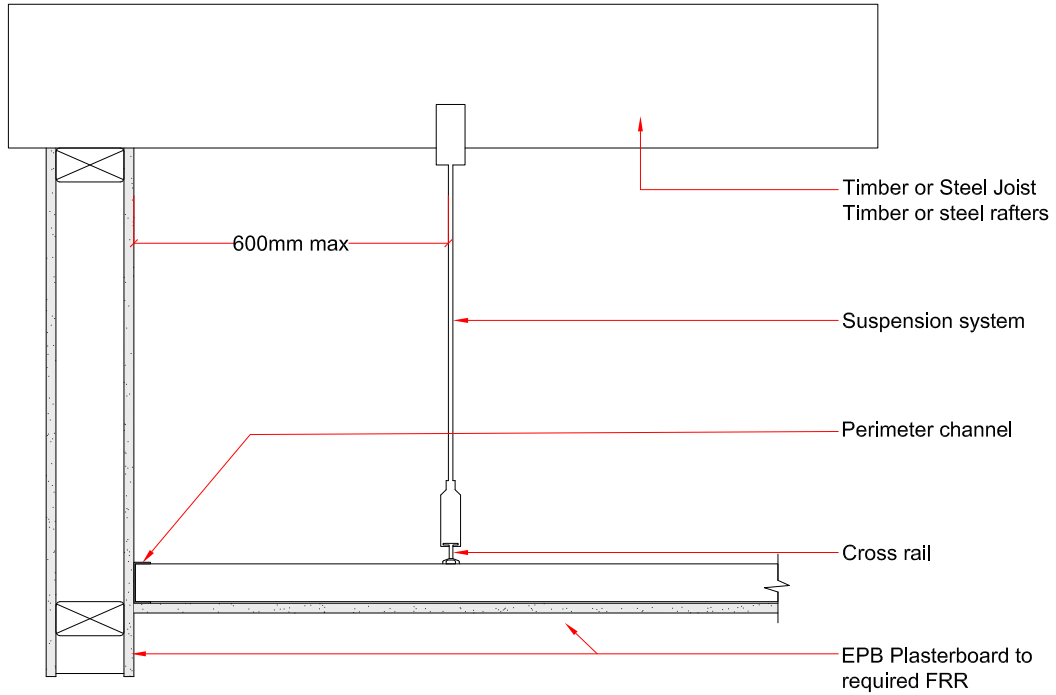 Timber or Steel Joist
Timber or steel rafters
600mm max
Suspension system
Perimeter channel
Cross rail
EPB Plasterboard to
required FRR